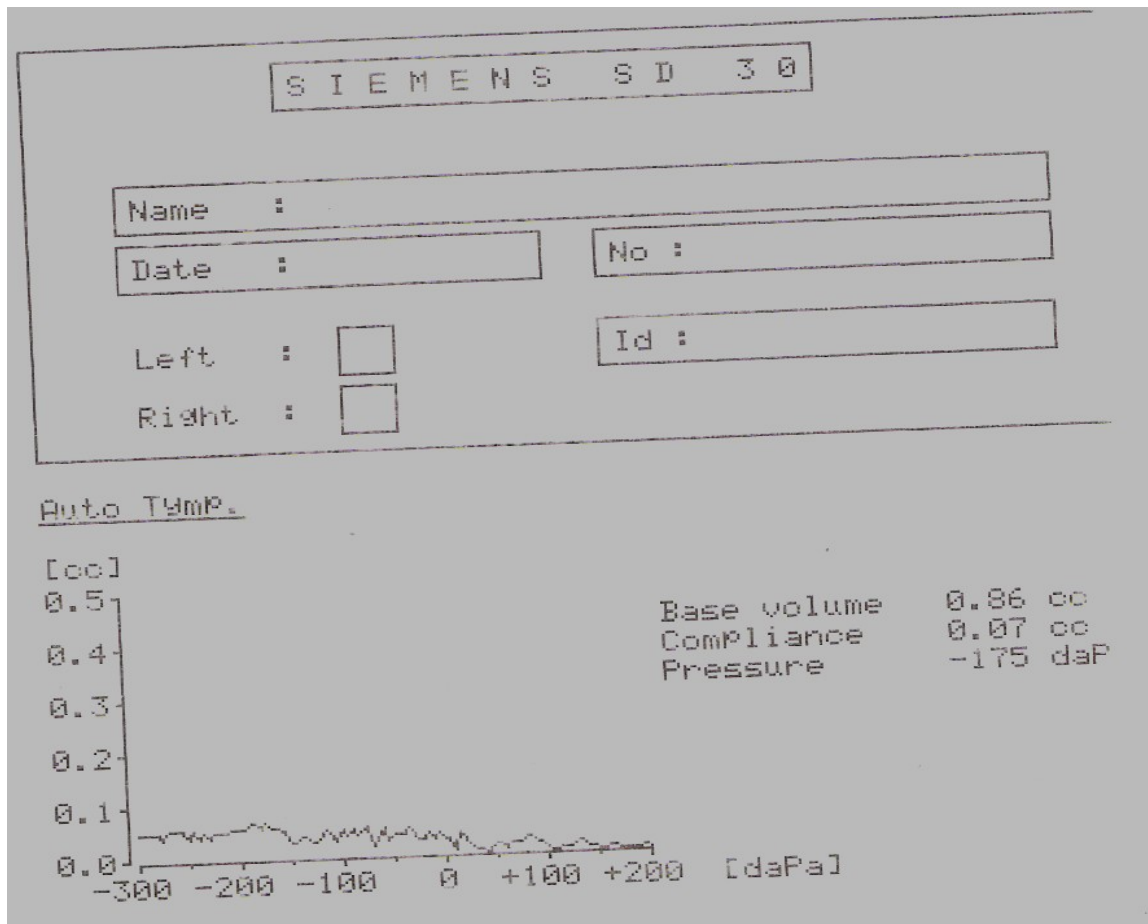 SIEMENS SD 30
Name :
Date :
No :
Left :
Id :
Right :
Auto Tymp.
[cc]
0.5
0.4
0.3
0.2
0.1
0.0
-300 -200 -100 0 +100 +200 [daPa]
Base volume 0.86 cc
Compliance 0.07 cc
Pressure -175 daP